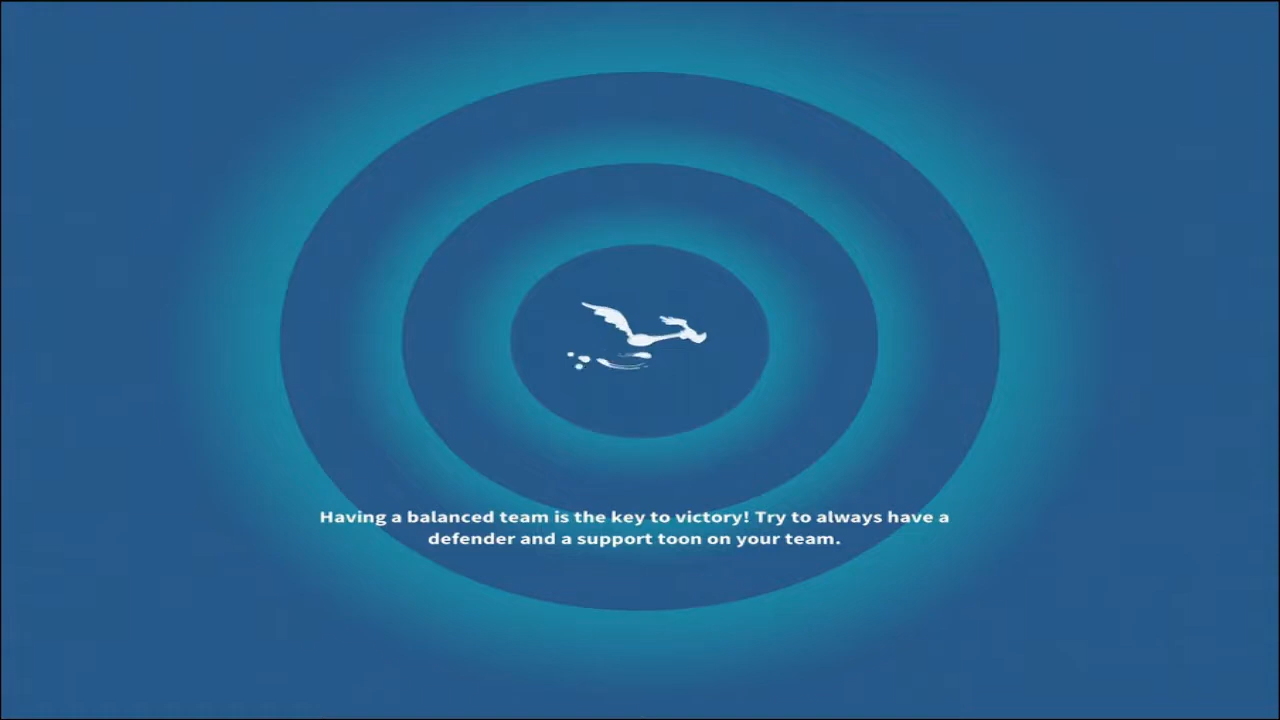 Having a balanced team is the key to victory! Try to always have a
defender and a support toon on your team.